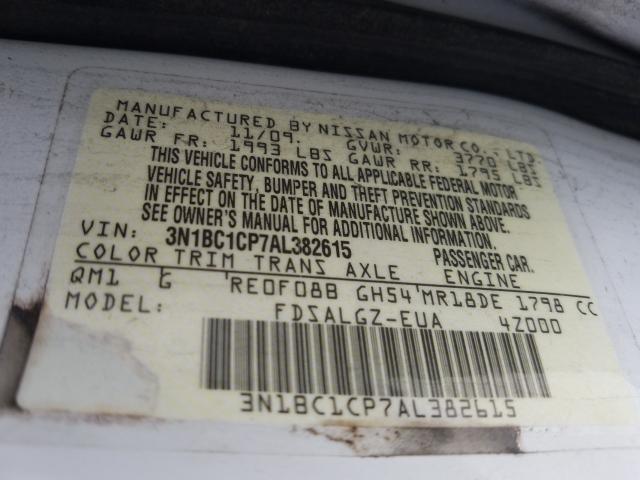 MANUFACTURED BY NISSAN MOTOR CO., LTD.
DATE: 11/09. GVWR: 3770 LBS
GAWR FR: 1993 LBS GAWR RR: 1795 LBS
THIS VEHICLE CONFORMS TO ALL APPLICABLE FEDERAL MOTOR
VEHICLE SAFETY, BUMPER AND THEFT PREVENTION STANDARDS
IN EFFECT ON THE DATE OF MANUFACTURE SHOWN ABOVE.
SEE OWNER'S MANUAL FOR ADDITIONAL INFORMATION.
VIN: 3N1BC1CP7AL382615 PASSENGER CAR.
COLOR TRIM TRANS AXLE ENGINE
QM1 G RE0F08B GH54 MR18DE 1798 CC
MODEL: FDSALGZ-EUA 4Z000
3N1BC1CP7AL382615